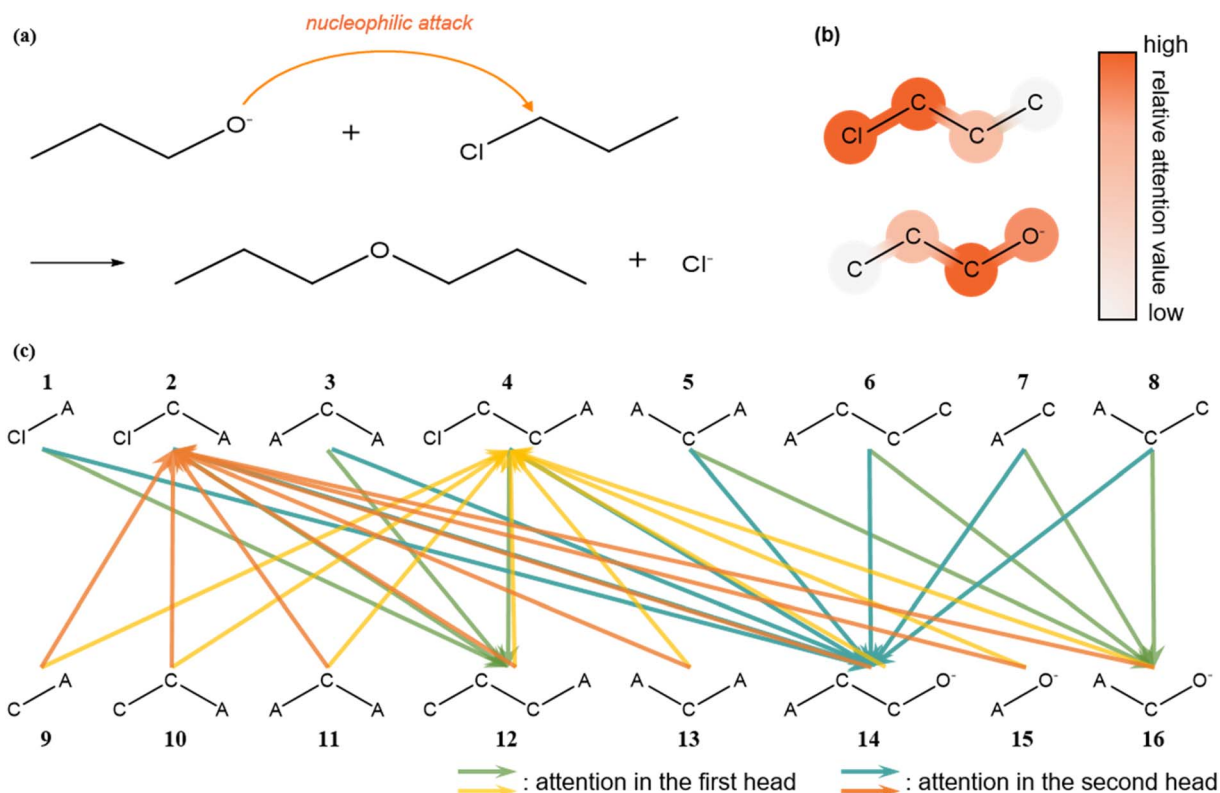 (a)
nucleophilic attack
O⁻
+
Cl
O
+
Cl⁻
(b)
Cl C C C
C C C O⁻
high
relative attention value
low
(c)
1 2 3 4 5 6 7 8
Cl A
Cl C A
A C A
Cl C C A
A C A
A C C C
A C
A C C
C A
C C A
A C A
C C C A
A C A
A C C O⁻
A O⁻
A C O⁻
9 10 11 12 13 14 15 16
: attention in the first head
: attention in the second head